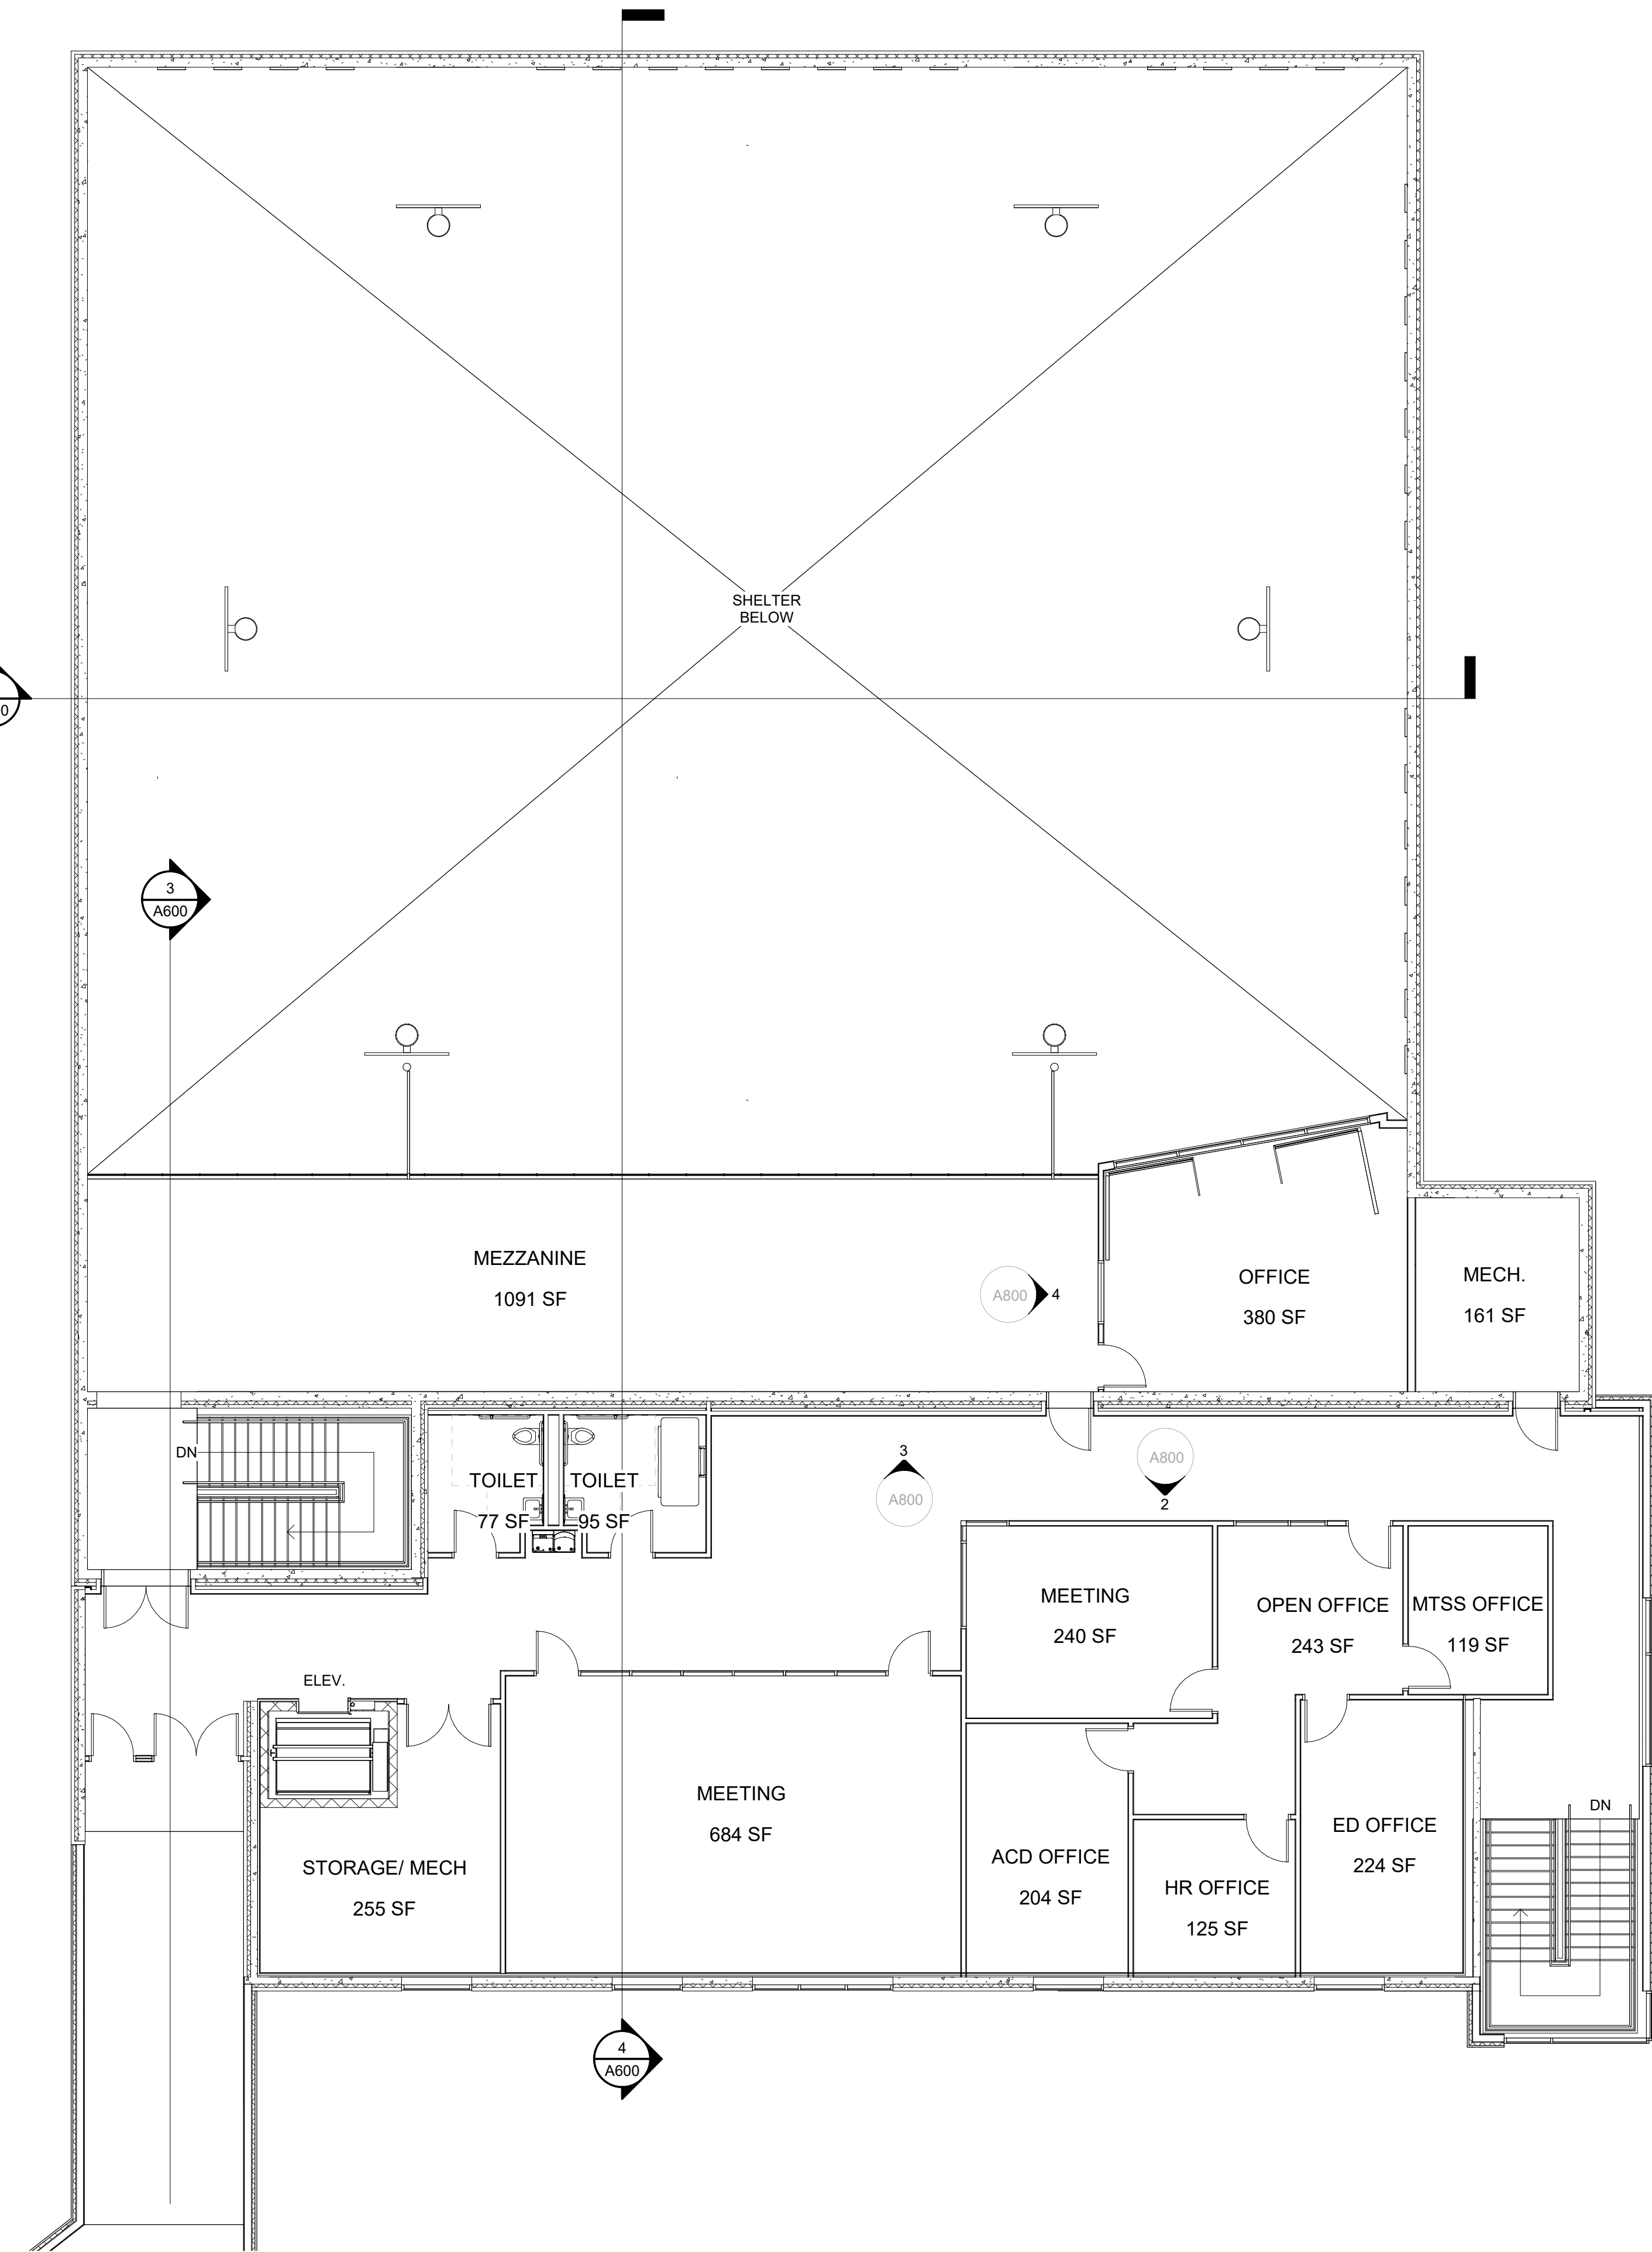 SHELTER
BELOW
0
3
A600
MEZZANINE
1091 SF
A800
4
OFFICE
380 SF
MECH.
161 SF
DN
TOILET
77 SF
TOILET
95 SF
3
A800
A800
2
MEETING
240 SF
OPEN OFFICE
243 SF
MTSS OFFICE
119 SF
ELEV.
MEETING
684 SF
STORAGE/ MECH
255 SF
ACD OFFICE
204 SF
HR OFFICE
125 SF
ED OFFICE
224 SF
DN
4
A600